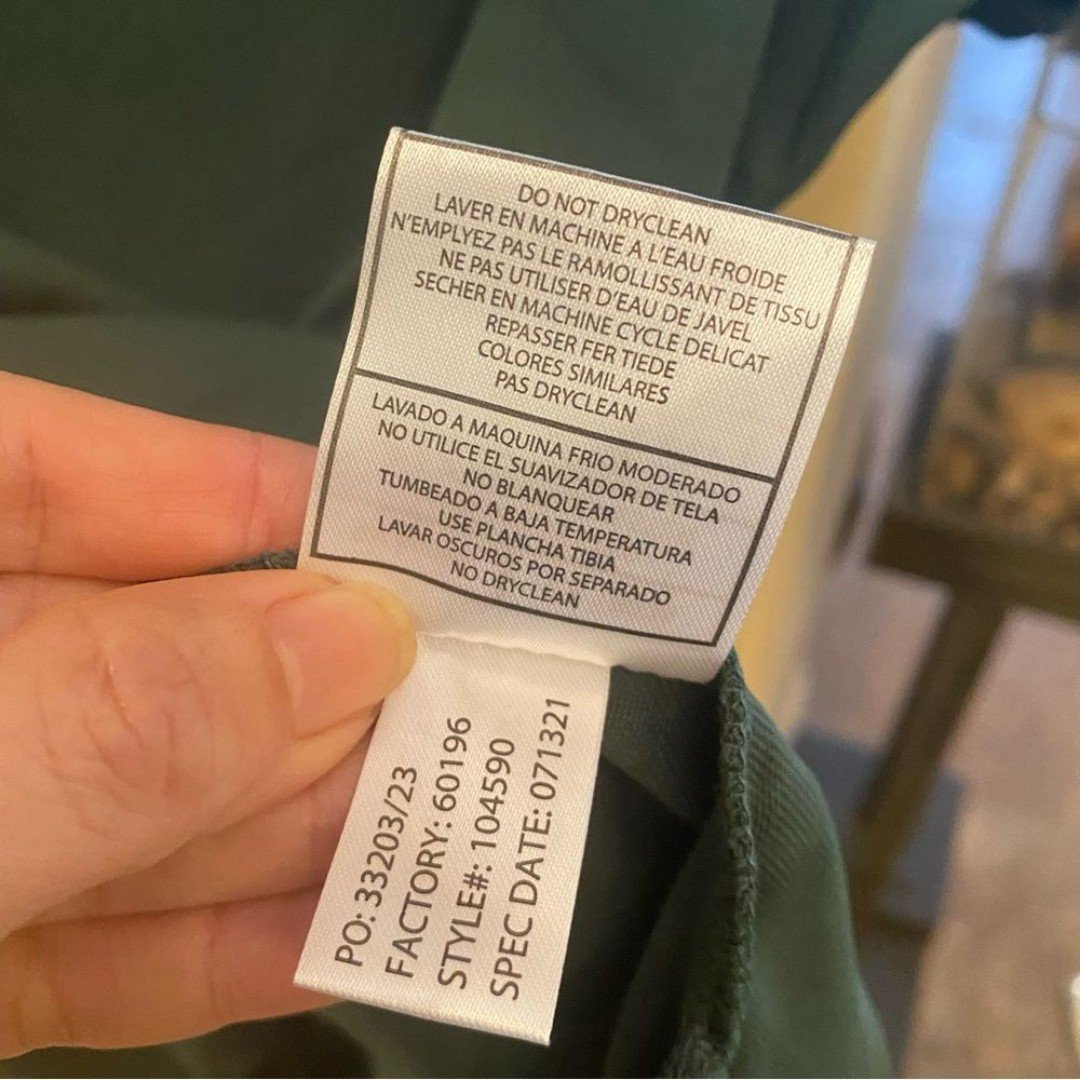 DO NOT DRYCLEAN
LAVER EN MACHINE A L'EAU FROIDE
N'EMPLYEZ PAS LE RAMOLLISSANT DE TISSU
NE PAS UTILISER D'EAU DE JAVEL
SECHER EN MACHINE CYCLE DELICAT
REPASSER FER TIEDE
COLORES SIMILARES
PAS DRYCLEAN
LAVADO A MAQUINA FRIO MODERADO
NO UTILICE EL SUAVIZADOR DE TELA
NO BLANQUEAR
TUMBEADO A BAJA TEMPERATURA
USE PLANCHA TIBIA
LAVAR OSCUROS POR SEPARADO
NO DRYCLEAN
PO: 33203/23
FACTORY: 60196
STYLE#: 104590
SPEC DATE: 071321